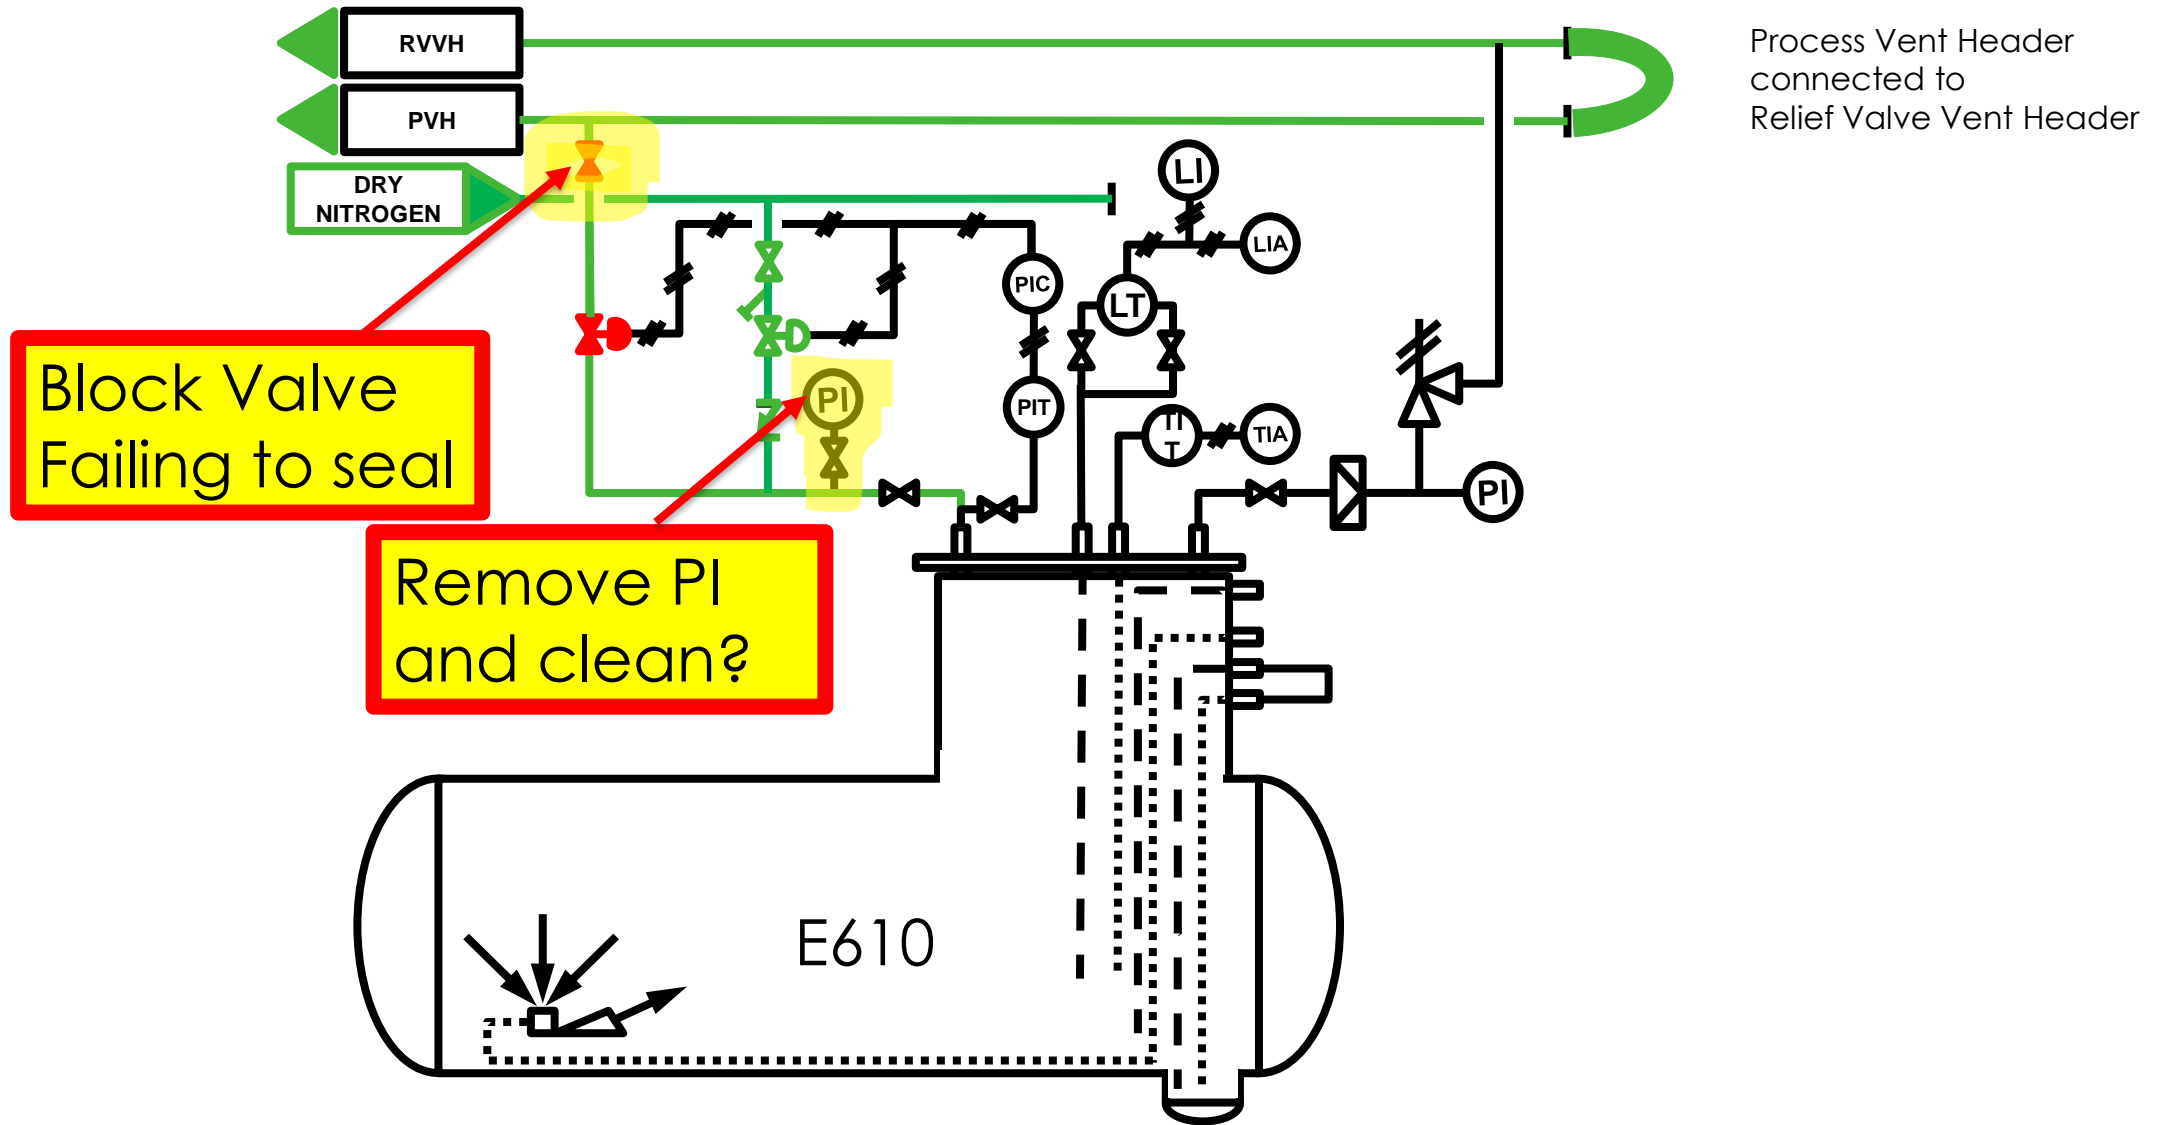 RVVH
Process Vent Header
connected to
Relief Valve Vent Header
PVH
DRY
NITROGEN
LI
LIA
PIC
LT
Block Valve
Failing to seal
PI
PIT
TI
T
TIA
PI
Remove PI
and clean?
E610